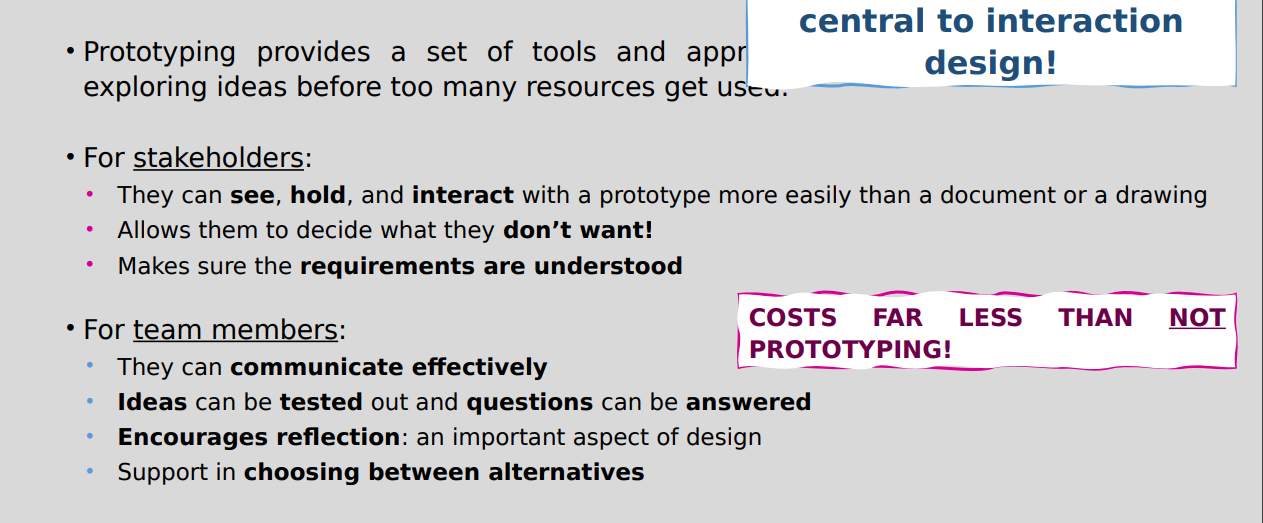 central to interaction
design!
• Prototyping provides a set of tools and
exploring ideas before too many resources get used.
• For stakeholders:
• They can see, hold, and interact with a prototype more easily than a document or a drawing
• Allows them to decide what they don’t want!
• Makes sure the requirements are understood
COSTS FAR LESS THAN NOT
PROTOTYPING!
• For team members:
• They can communicate effectively
• Ideas can be tested out and questions can be answered
• Encourages reflection: an important aspect of design
• Support in choosing between alternatives